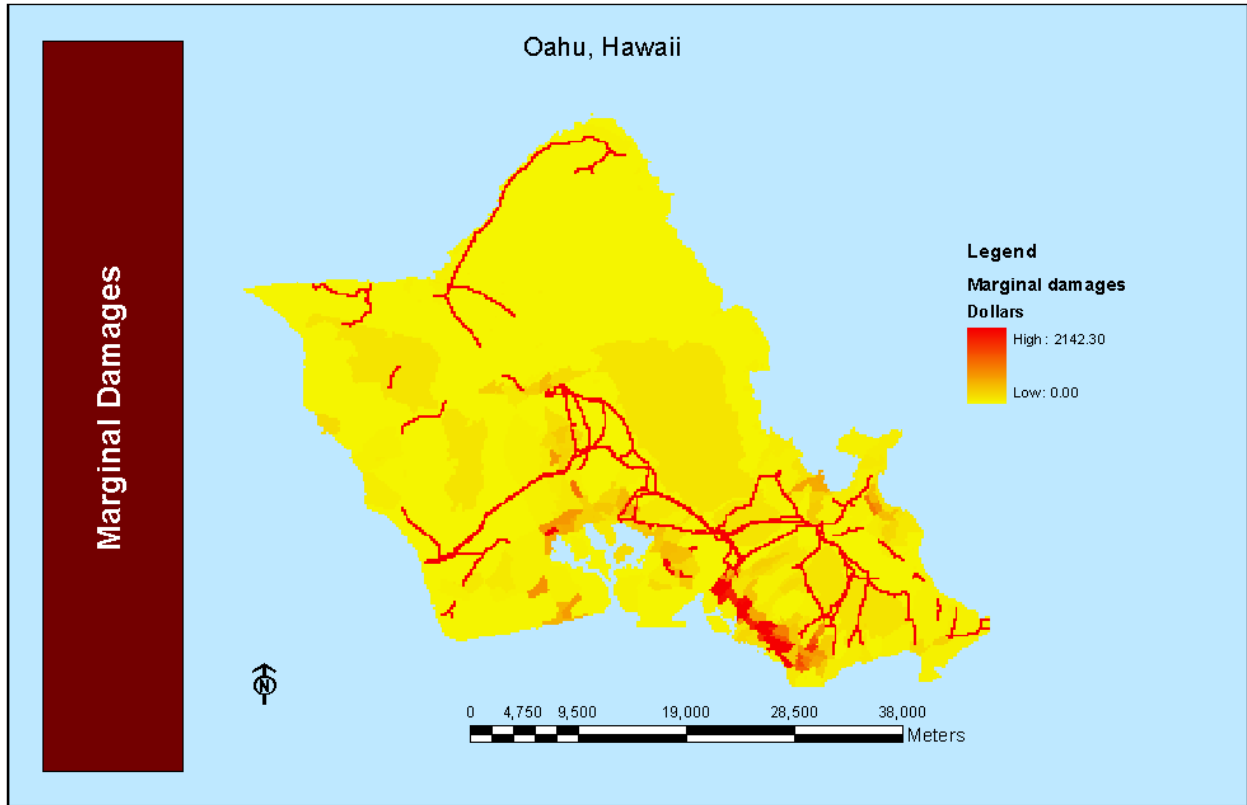 Oahu, Hawaii
Marginal Damages
Legend
Marginal damages
Dollars
High : 2142.30
Low: 0.00
N
0 4,750 9,500 19,000 28,500 38,000
Meters